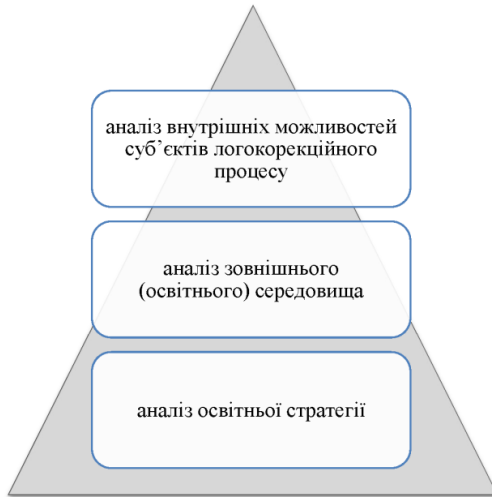 аналіз внутрішніх можливостей
суб’єктів логокорекційного
процесу
аналіз зовнішнього
(освітнього) середовища
аналіз освітньої стратегії